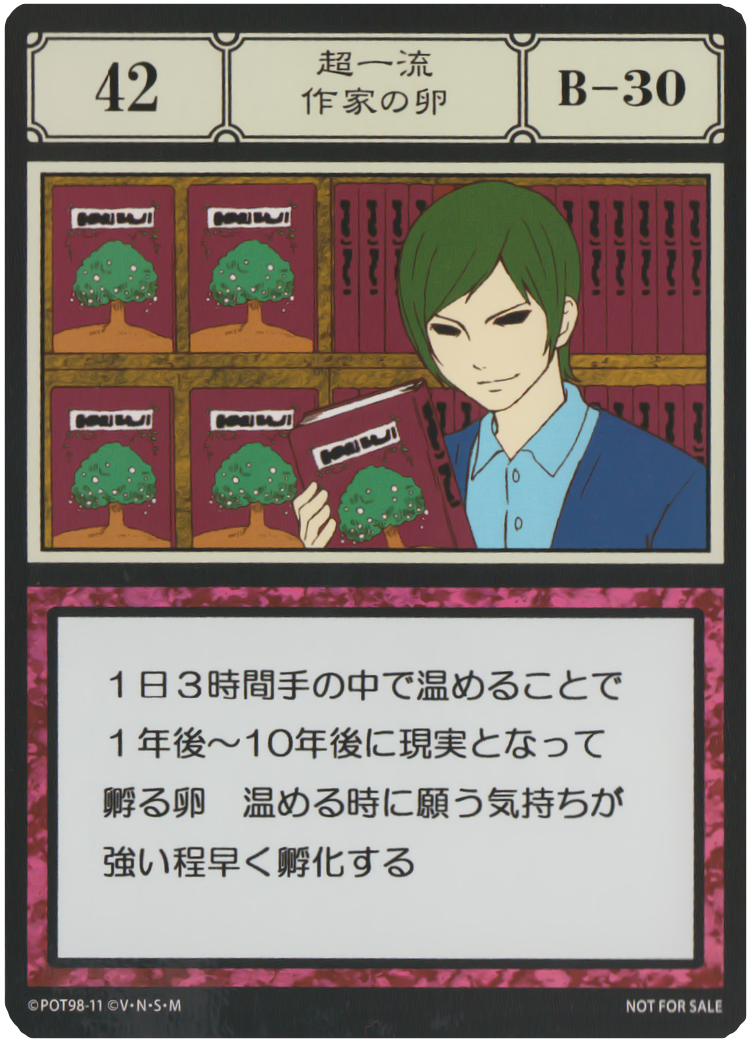 42
超一流
作家の卵
B-30
1日3時間手の中で温めることで
1年後～10年後に現実となって
孵る卵　温める時に願う気持ちが
強い程早く孵化する
©POT98-11 ©V・N・S・M
NOT FOR SALE